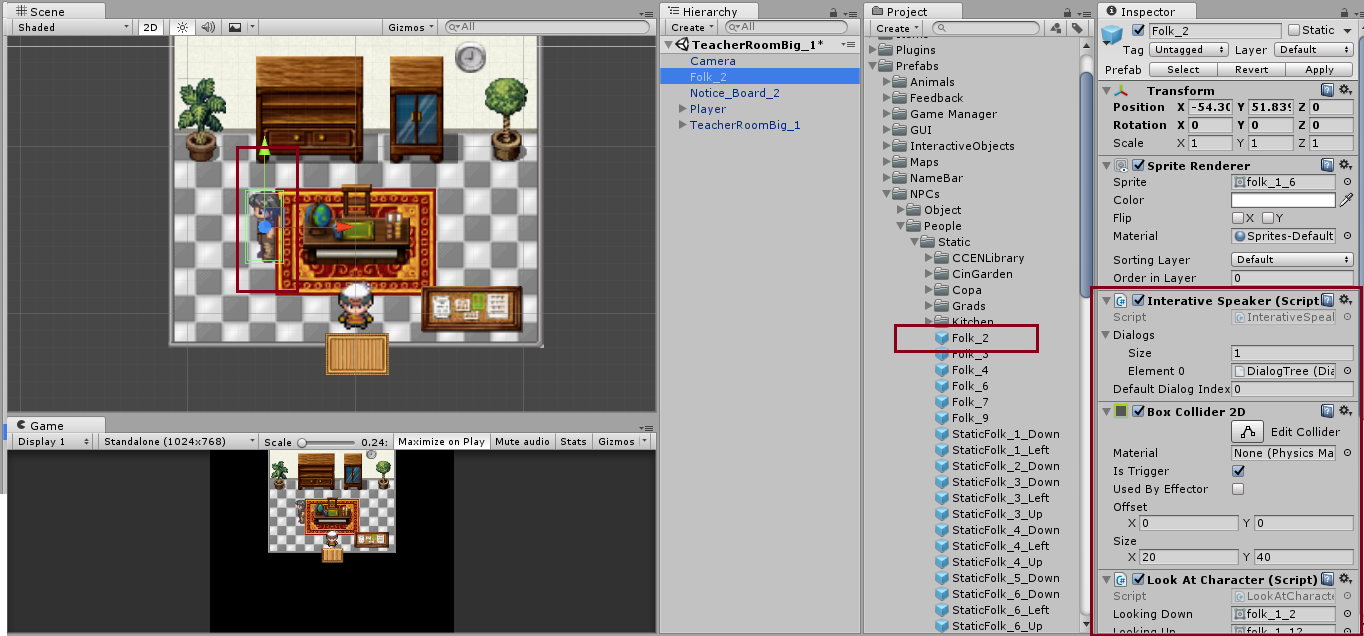 Scene
Shaded
2D
Gizmos
All
Game
Display 1
Standalone (1024x768)
Scale
0.24:
Maximize on Play
Mute audio
Stats
Gizmos
Hierarchy
Create
All
TeacherRoomBig_1*
Camera
Folk_2
Notice_Board_2
Player
TeacherRoomBig_1
Project
Create
Plugins
Prefabs
Animals
Feedback
Game Manager
GUI
InteractiveObjects
Maps
NameBar
NPCs
Object
People
Static
CCENLibrary
CinGarden
Copa
Grads
Kitchen
Folk_2
Folk_3
Folk_4
Folk_6
Folk_7
Folk_9
StaticFolk_1_Down
StaticFolk_1_Left
StaticFolk_2_Down
StaticFolk_3_Down
StaticFolk_3_Left
StaticFolk_3_Up
StaticFolk_4_Down
StaticFolk_4_Left
StaticFolk_4_Up
StaticFolk_5_Down
StaticFolk_6_Down
StaticFolk_6_Left
StaticFolk_6_Up
Inspector
Folk_2 Static
Tag Untagged Layer Default
Prefab Select Revert Apply
Transform
Position X -54.30 Y 51.839 Z 0
Rotation X 0 Y 0 Z 0
Scale X 1 Y 1 Z 1
Sprite Renderer
Sprite folk_1_6
Color
Flip X Y
Material Sprites-Default
Sorting Layer Default
Order in Layer 0
Interative Speaker (Script
Script InterativeSpeal
Dialogs
Size 1
Element 0 DialogTree (Dia
Default Dialog Index 0
Box Collider 2D
Edit Collider
Material None (Physics Ma
Is Trigger
Used By Effector
Offset
X 0 Y 0
Size
X 20 Y 40
Look At Character (Script)
Script LookAtCharacte
Looking Down folk_1_2
Looking Up folk_1_12